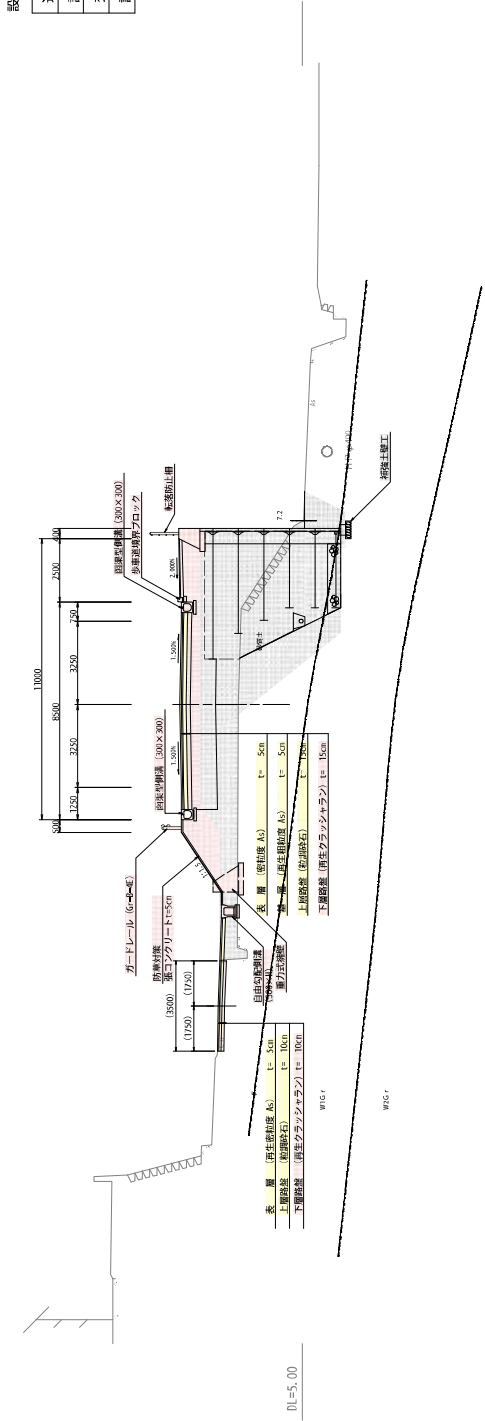 設
11000
500
8500
2500
400
1250
3250
3250
750
函渠型側溝 (300×300)
歩車道境界ブロック
転落防止柵
函渠型側溝 (300×300)
1.500%
1.500%
2.000%
ガードレール (Gr-B-4E)
防草対策
張コンクリートt=5cm
(3500)
(1750)
(1750)
自由勾配側溝
重力式擁壁
補強土壁工
7.2
As
表 層 (密粒度 As) t= 5cm
基 層 (再生粗粒度 As) t= 5cm
上層路盤 (粒調砕石) t= 15cm
下層路盤 (再生クラッシャラン) t= 15cm
表 層 (再生密粒度 As) t= 5cm
上層路盤 (粒調砕石) t= 10cm
下層路盤 (再生クラッシャラン) t= 10cm
W1Gr
W2Gr
DL=5.00